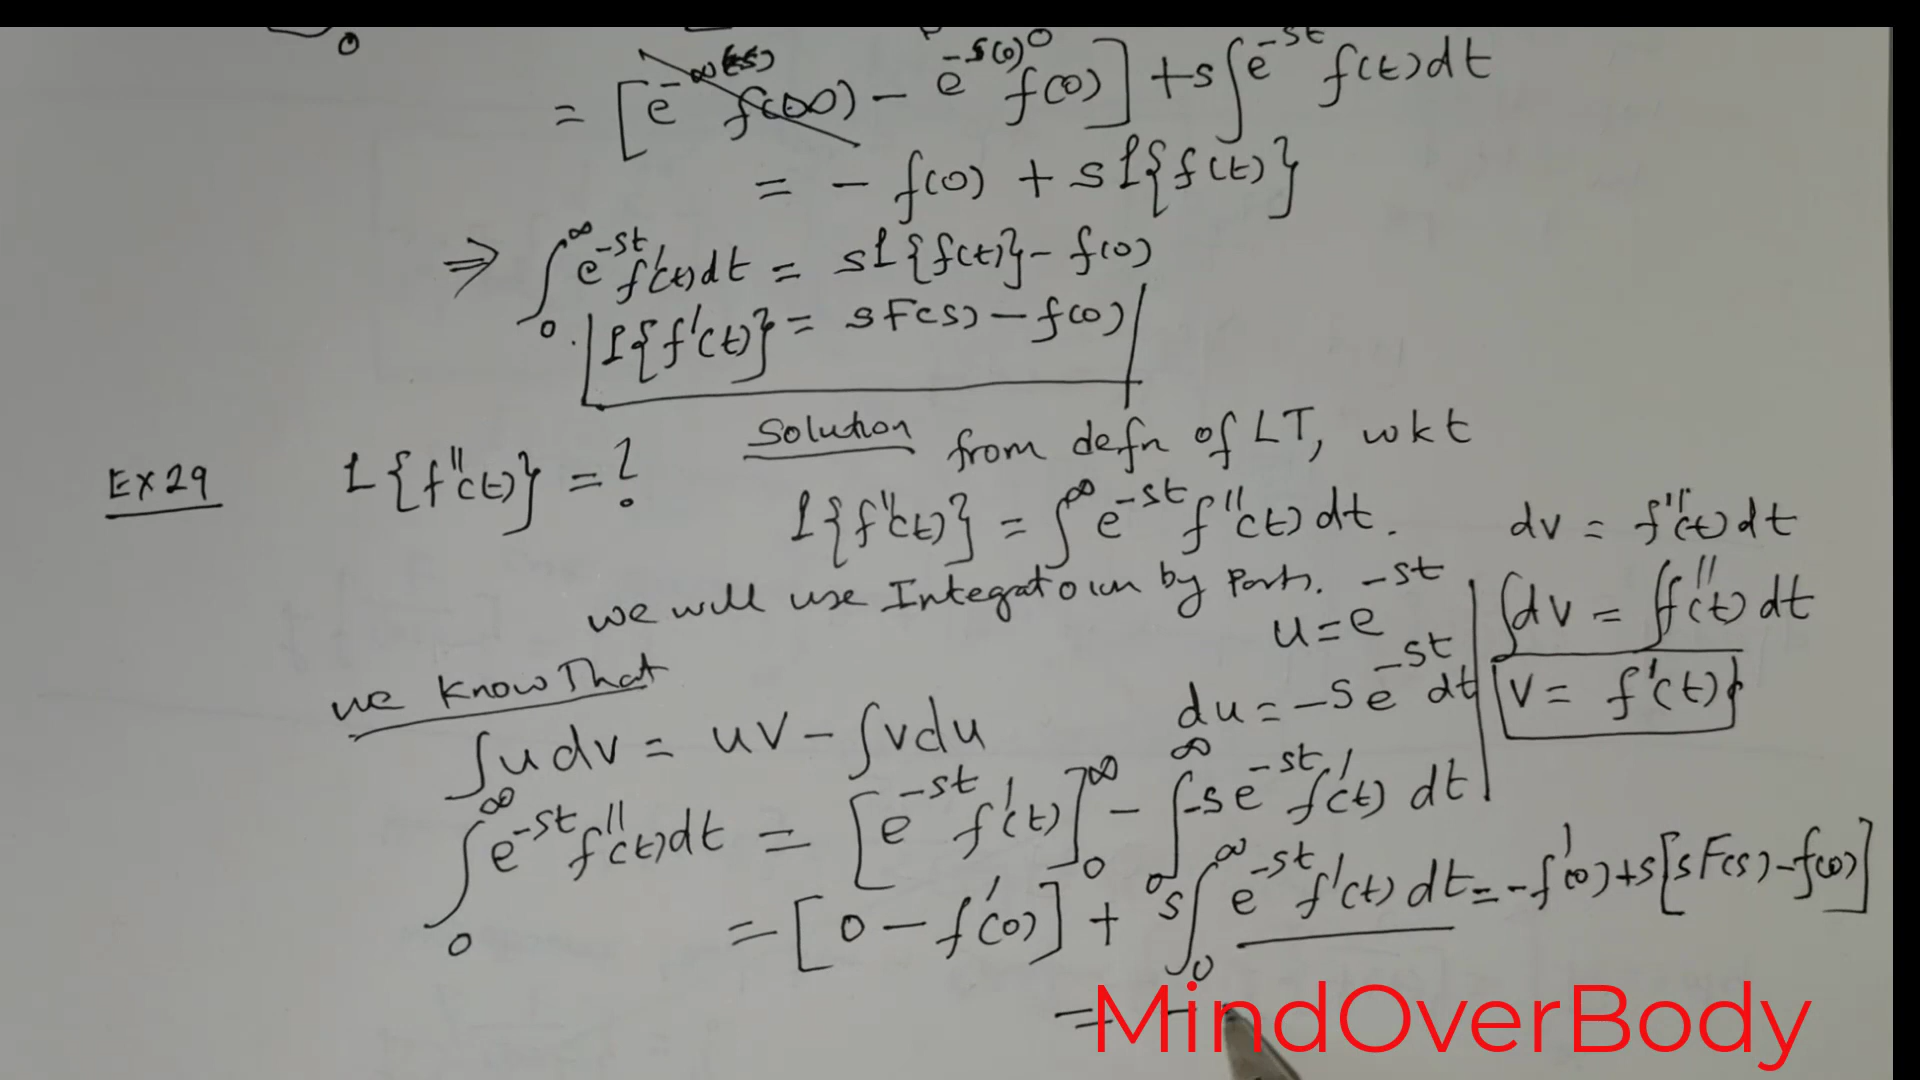 0
= [e^-∞(s) f(∞) - e^-s(0) f(0)] + s∫e^-st f(t)dt
= - f(0) + s L{f(t)}
⇒ ∫₀^∞ e^-st f'(t)dt = s L{f(t)} - f(0)
L{f'(t)} = sF(s) - f(0)
Ex 29 L{f''(t)} = ? Solution from defn of LT, wkt
L{f''(t)} = ∫₀^∞ e^-st f''(t) dt.
dv = f''(t) dt
we will use Integration by Parts. u = e^-st
∫dv = ∫f''(t) dt
du = -s e^-st dt
v = f'(t)
we know That
∫u dv = uv - ∫v du
∫₀^∞ e^-st f''(t) dt = [e^-st f'(t)]₀^∞ - ∫₀^∞ -s e^-st f'(t) dt
= [0 - f'(0)] + s∫₀^∞ e^-st f'(t) dt = -f'(0) + s[sF(s) - f(0)]
= -
MindOverBody